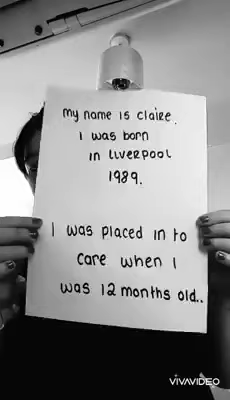 my name is claire.
I was born
in Liverpool
1989.
I was placed in to
care when I
was 12 months old..
VIVAVIDEO